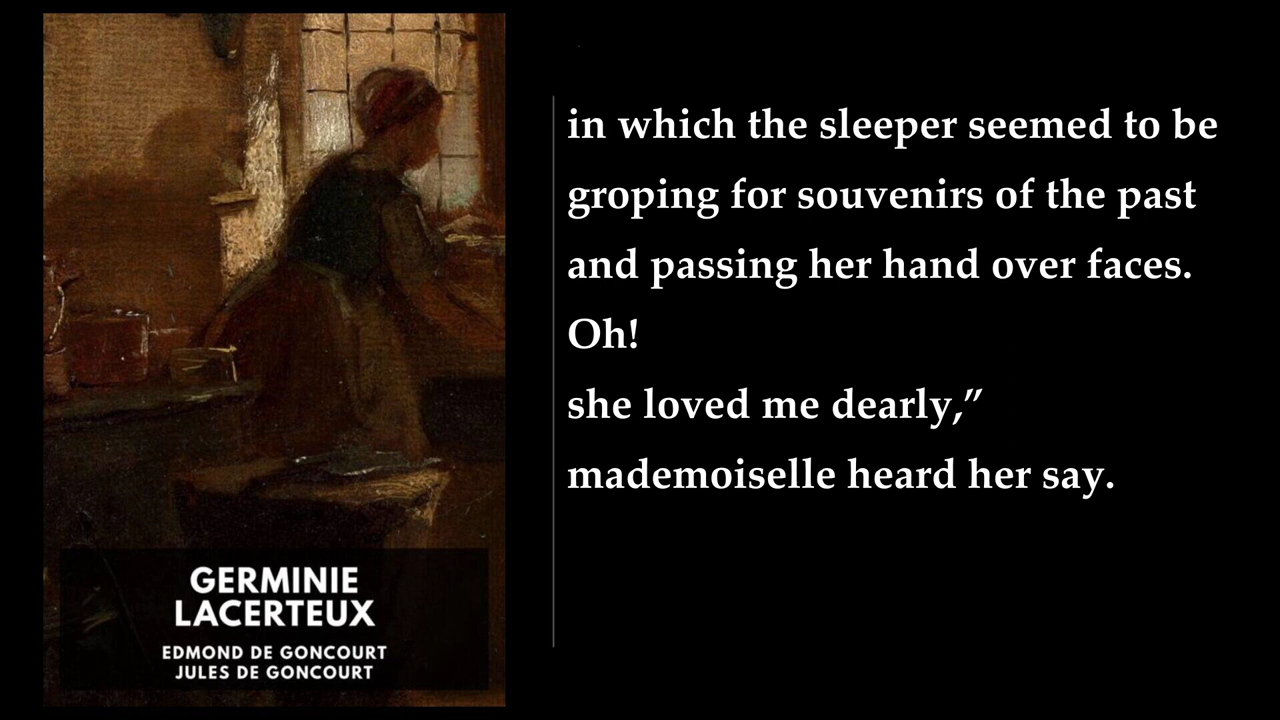 in which the sleeper seemed to be
groping for souvenirs of the past
and passing her hand over faces.
Oh!
she loved me dearly,”
mademoiselle heard her say.
GERMINIE
LACERTEUX
EDMOND DE GONCOURT
JULES DE GONCOURT